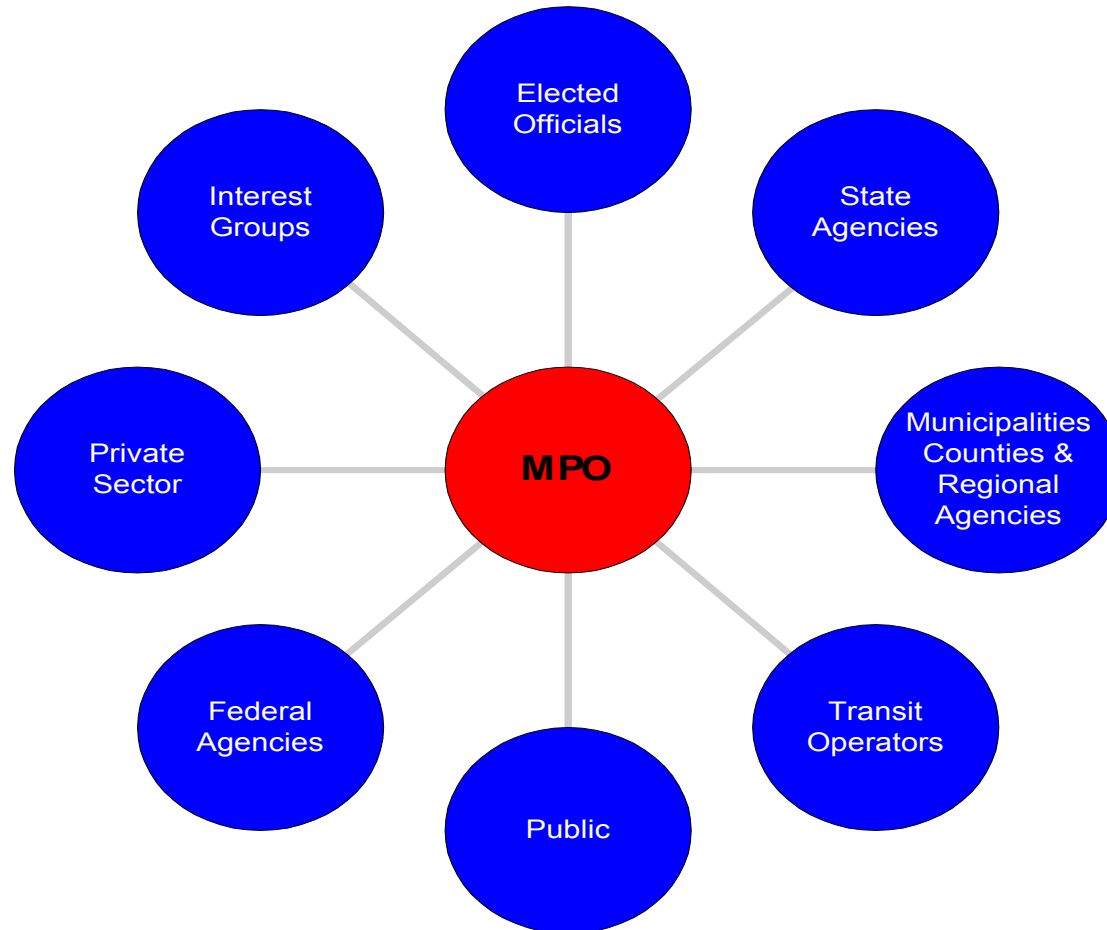 Elected
Officials
Interest
Groups
State
Agencies
Private
Sector
MPO
Municipalities
Counties &
Regional
Agencies
Federal
Agencies
Transit
Operators
Public